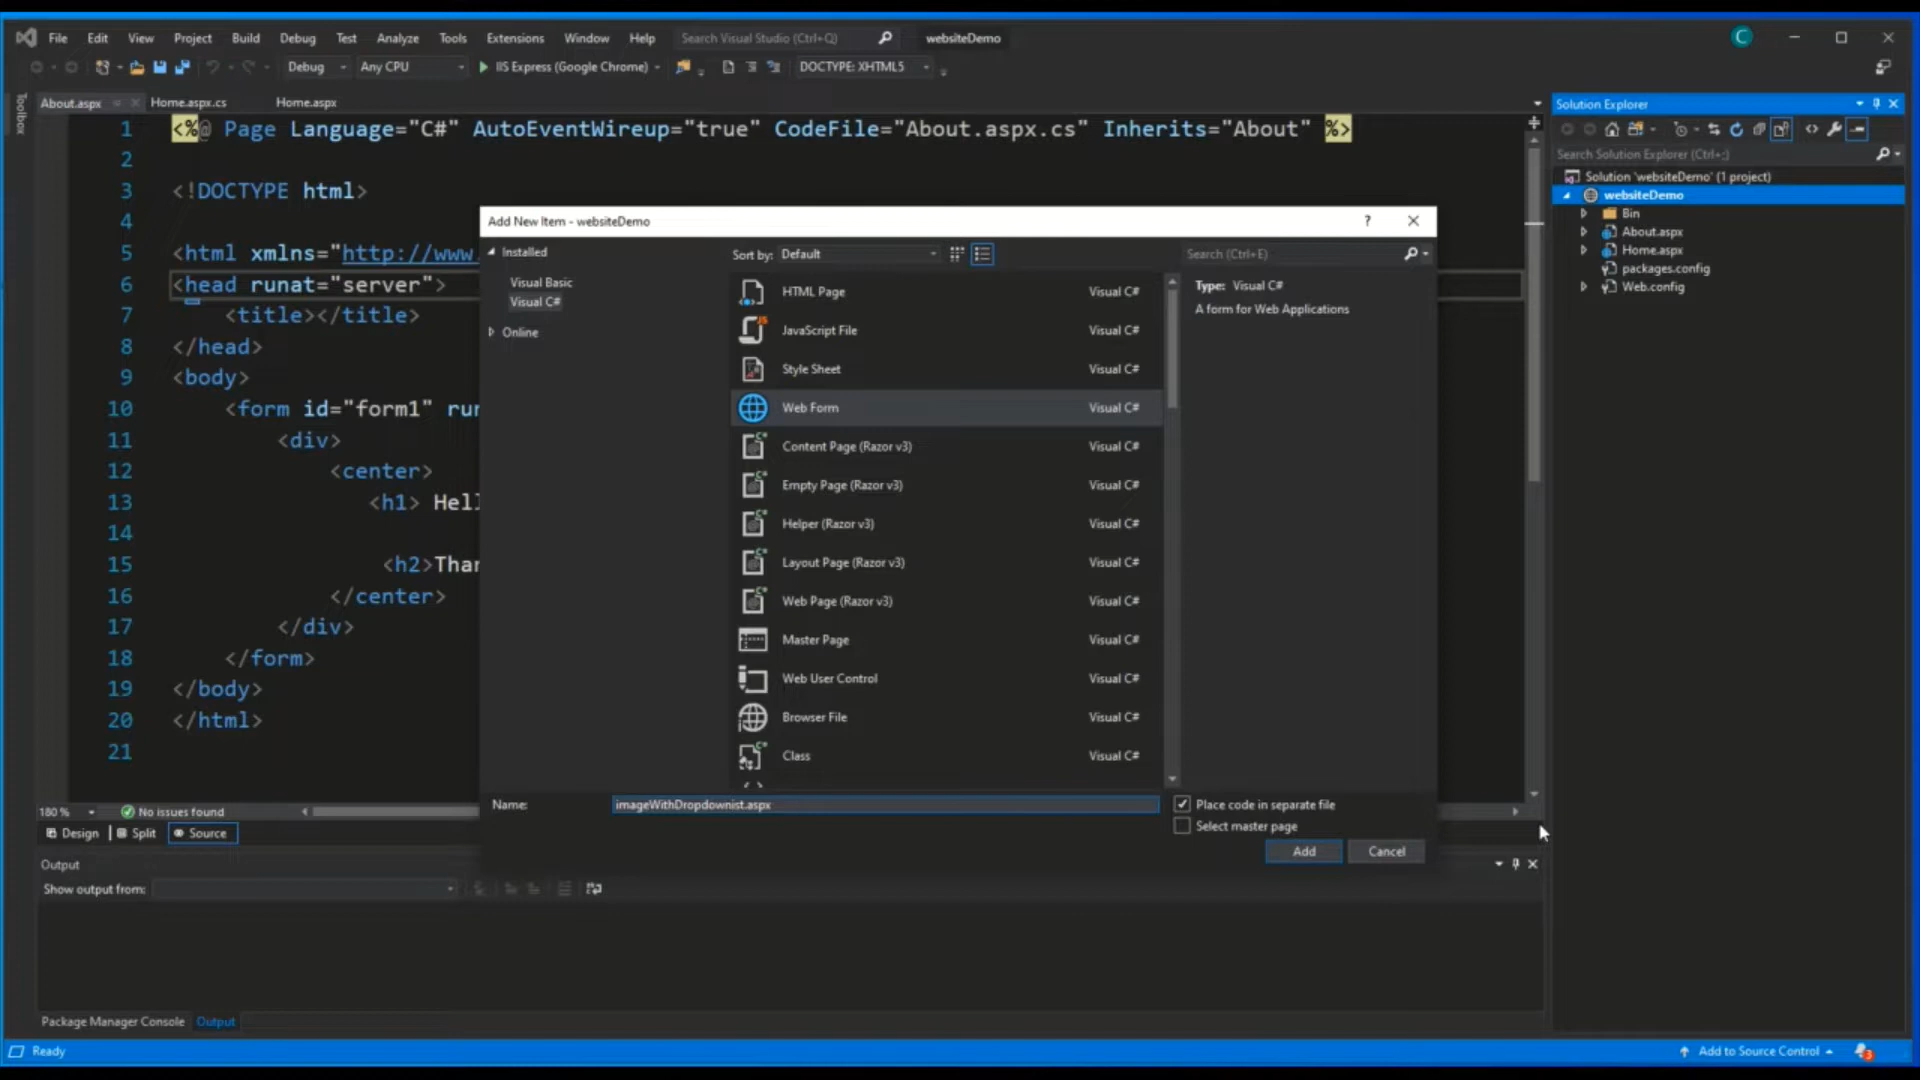 File Edit View Project Build Debug Test Analyze Tools Extensions Window Help Search Visual Studio (Ctrl+Q) websiteDemo C
Debug Any CPU IIS Express (Google Chrome) DOCTYPE: XHTML5
Toolbox
About.aspx Home.aspx.cs Home.aspx
1 <%@ Page Language="C#" AutoEventWireup="true" CodeFile="About.aspx.cs" Inherits="About" %>
2
3 <!DOCTYPE html>
4
5 <html xmlns="http://www.
6 <head runat="server">
7 <title></title>
8 </head>
9 <body>
10 <form id="form1" run
11 <div>
12 <center>
13 <h1> Hell
14
15 <h2>Than
16 </center>
17 </div>
18 </form>
19 </body>
20 </html>
21
180 % No issues found
Design Split Source
Add New Item - websiteDemo ?
Installed
Visual Basic
Visual C#
Online
Sort by: Default
Search (Ctrl+E)
HTML Page Visual C#
JavaScript File Visual C#
Style Sheet Visual C#
Web Form Visual C#
Content Page (Razor v3) Visual C#
Empty Page (Razor v3) Visual C#
Helper (Razor v3) Visual C#
Layout Page (Razor v3) Visual C#
Web Page (Razor v3) Visual C#
Master Page Visual C#
Web User Control Visual C#
Browser File Visual C#
Class Visual C#
Type: Visual C#
A form for Web Applications
Name: imageWithDropdownist.aspx
Place code in separate file
Select master page
Add Cancel
Solution Explorer
Search Solution Explorer (Ctrl+;)
Solution 'websiteDemo' (1 project)
websiteDemo
Bin
About.aspx
Home.aspx
packages.config
Web.config
Output
Show output from:
Package Manager Console Output
Ready
Add to Source Control 3